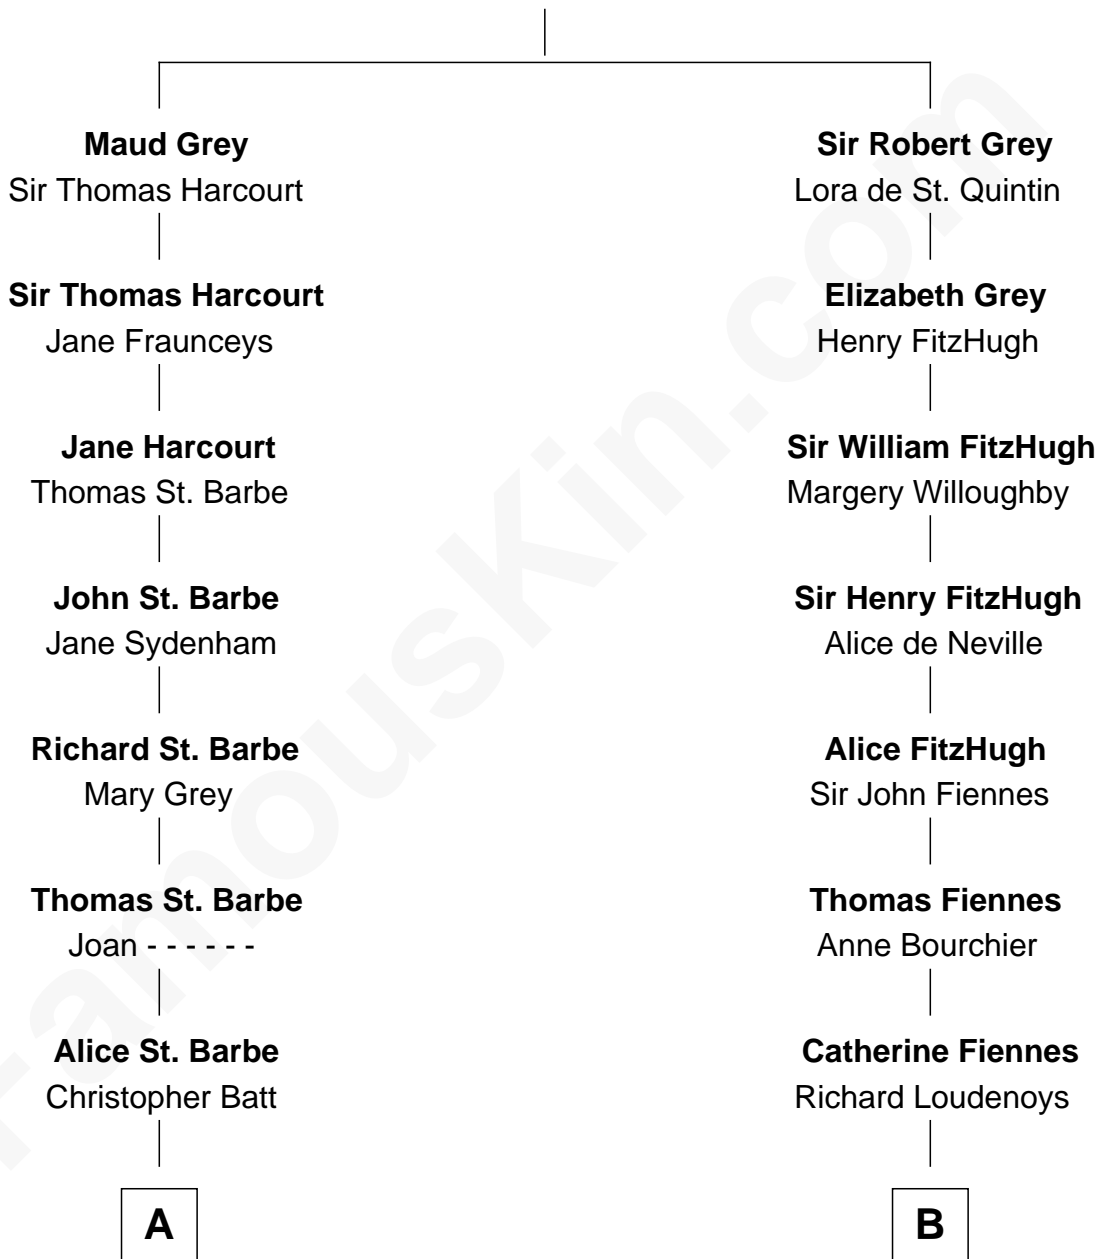 Maud Grey
Sir Thomas Harcourt
Sir Thomas Harcourt
Jane Fraunceys
Jane Harcourt
Thomas St. Barbe
John St. Barbe
Jane Sydenham
Richard St. Barbe
Mary Grey
Thomas St. Barbe
Joan - - - - - -
Alice St. Barbe
Christopher Batt
A
Sir Robert Grey
Lora de St. Quintin
Elizabeth Grey
Henry FitzHugh
Sir William FitzHugh
Margery Willoughby
Sir Henry FitzHugh
Alice de Neville
Alice FitzHugh
Sir John Fiennes
Thomas Fiennes
Anne Bourchier
Catherine Fiennes
Richard Loudenoys
B
FamousKin.com